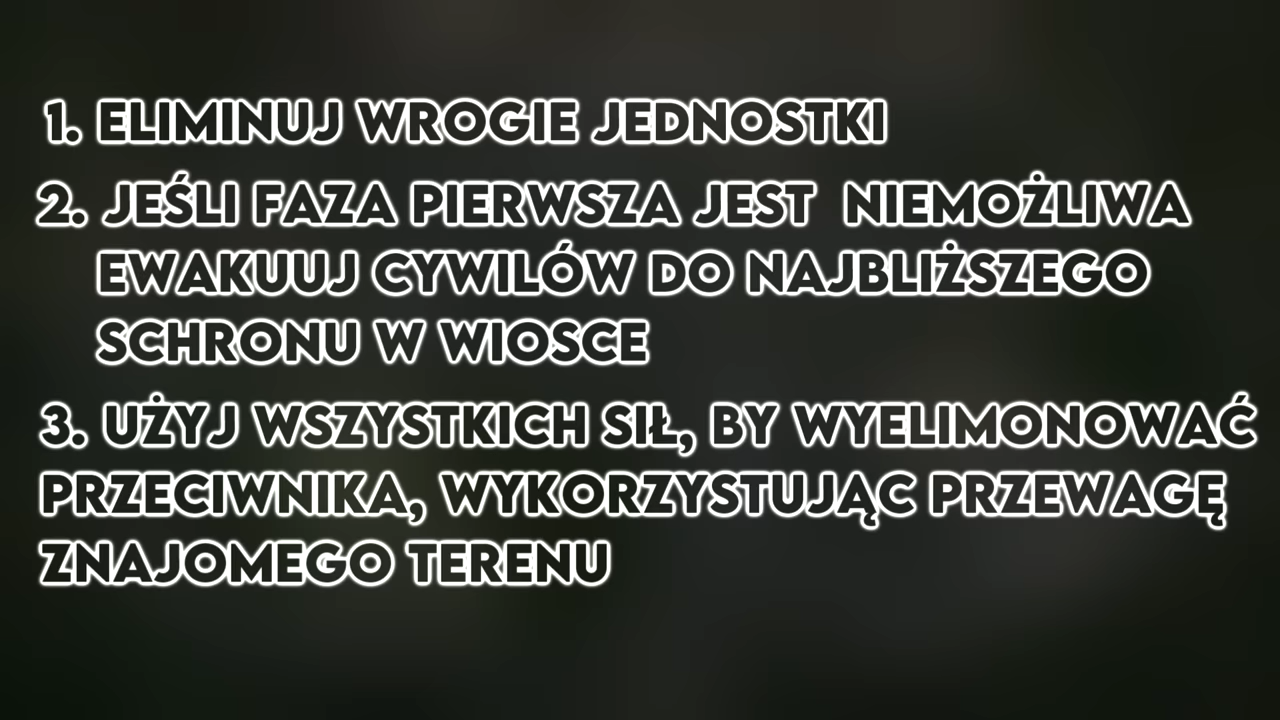 1. ELIMINUJ WROGIE JEDNOSTKI
2. JEŚLI FAZA PIERWSZA JEST NIEMOŻLIWA
EWAKUUJ CYWILÓW DO NAJBLIŻSZEGO
SCHRONU W WIOSCE
3. UŻYJ WSZYSTKICH SIŁ, BY WYELIMONOWAĆ
PRZECIWNIKA, WYKORZYSTUJĄC PRZEWAGĘ
ZNAJOMEGO TERENU